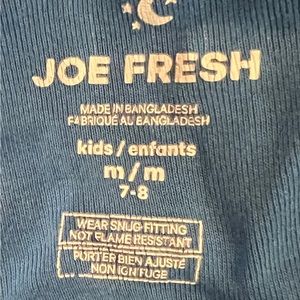 JOE FRESH
MADE IN BANGLADESH
FABRIQUÉ AU BANGLADESH
kids / enfants
m / m
7-8
WEAR SNUG-FITTING
NOT FLAME RESISTANT
PORTER BIEN AJUSTÉ
NON IGNIFUGE